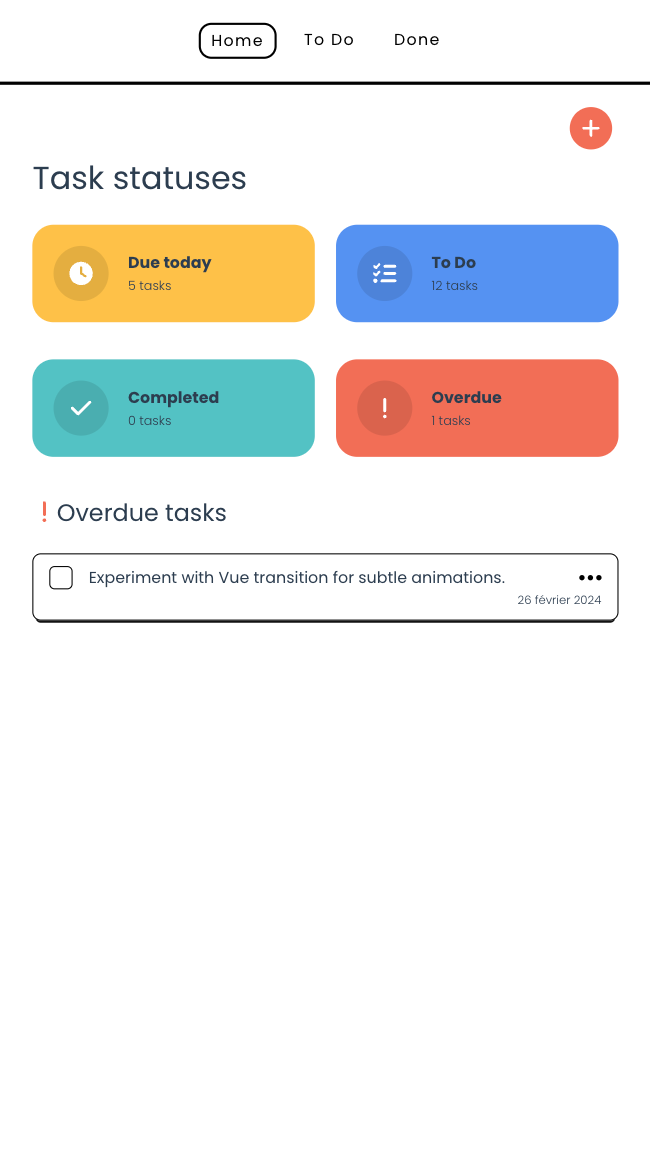 Home
To Do
Done
Task statuses
Due today
5 tasks
To Do
12 tasks
Completed
0 tasks
Overdue
1 tasks
Overdue tasks
Experiment with Vue transition for subtle animations.
26 février 2024